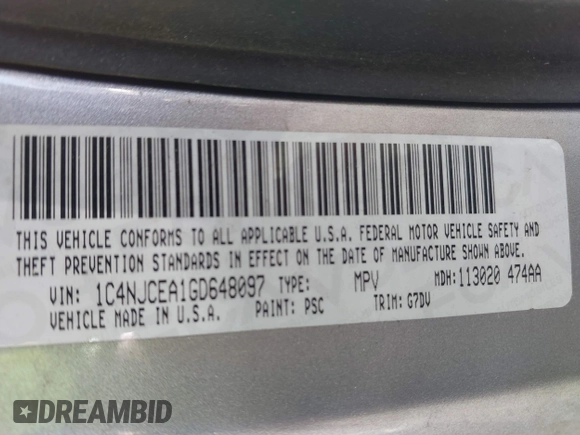 THIS VEHICLE CONFORMS TO ALL APPLICABLE U.S.A. FEDERAL MOTOR VEHICLE SAFETY AND
THEFT PREVENTION STANDARDS IN EFFECT ON THE DATE OF MANUFACTURE SHOWN ABOVE.
VIN: 1C4NJCEA1GD648097 TYPE: MPV MDH:113020 474AA
VEHICLE MADE IN U.S.A. PAINT: PSC TRIM: G7DV
DREAMBID